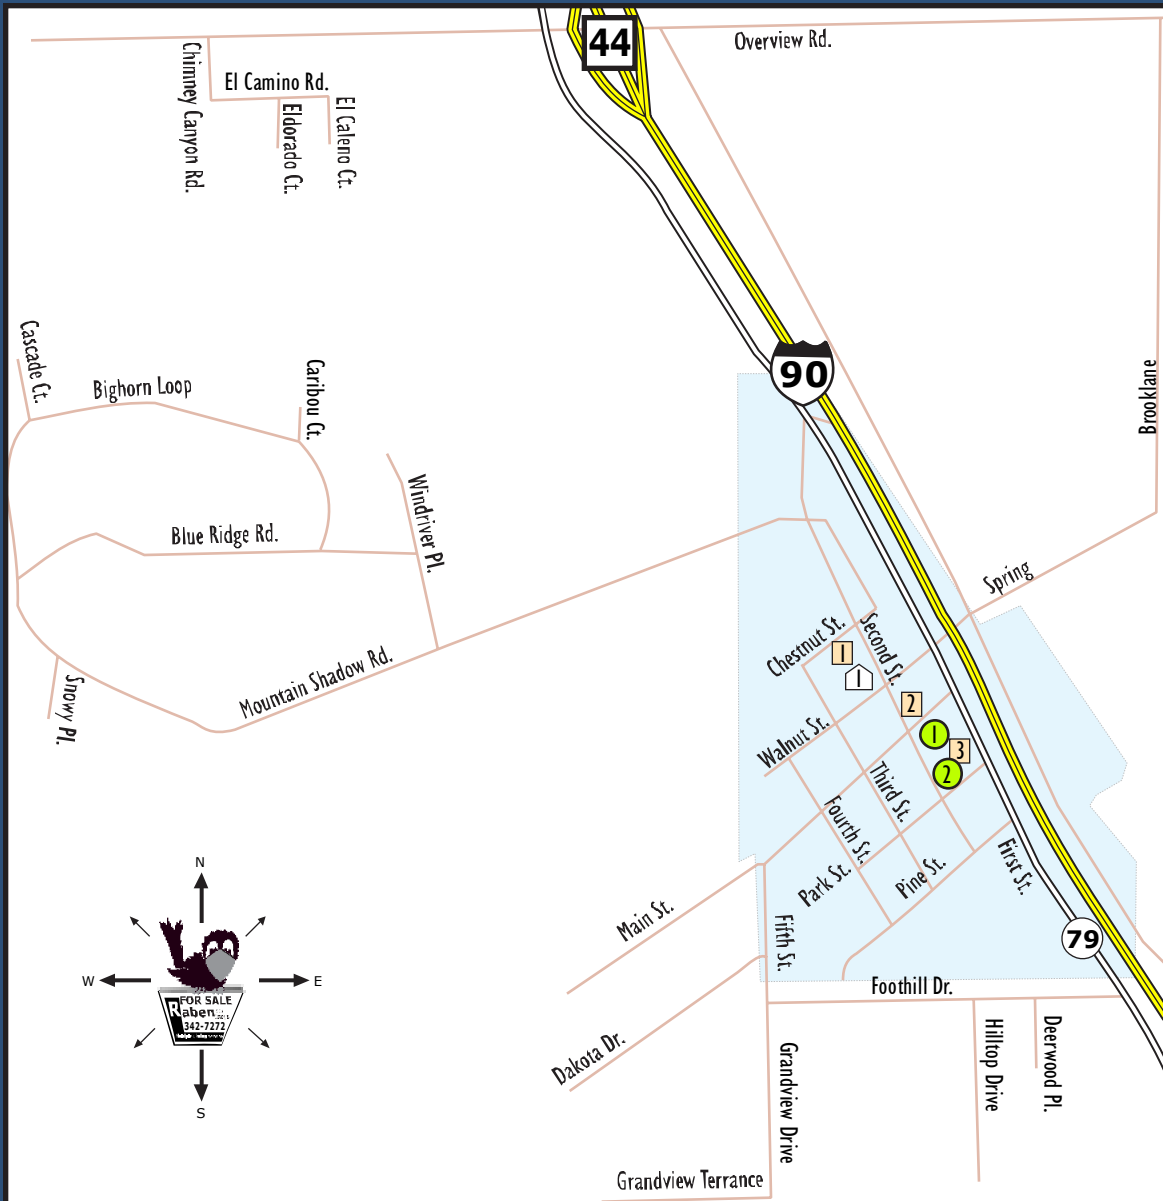 44
Overview Rd.
Chimney Canyon Rd.
El Camino Rd.
Eldorado Ct.
El Caleno Ct.
90
Cascade Ct.
Bighorn Loop
Caribou Ct.
Brooklane
Windriver Pl.
Blue Ridge Rd.
Spring
Chestnut St.
Second St.
1
1
Mountain Shadow Rd.
Snowy Pl.
2
Walnut St.
1
3
2
Third St.
Fourth St.
First St.
Park St.
Pine St.
Main St.
Fifth St.
79
N
W
E
S
FOR SALE
Raben
342-7272
Foothill Dr.
Dakota Dr.
Grandview Drive
Hilltop Drive
Deerwood Pl.
Grandview Terrance